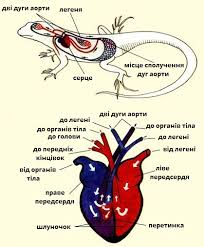 дві дуги аорти
легеня
місце сполучення
дуг аорти
серце
дві дуги аорти
до легені
до легені
до органів тіла
до органів тіла
до голови
від легені
до передніх
кінцівок
ліве
передсердя
від органів
тіла
праве
передсердя
шлуночок
перетинка